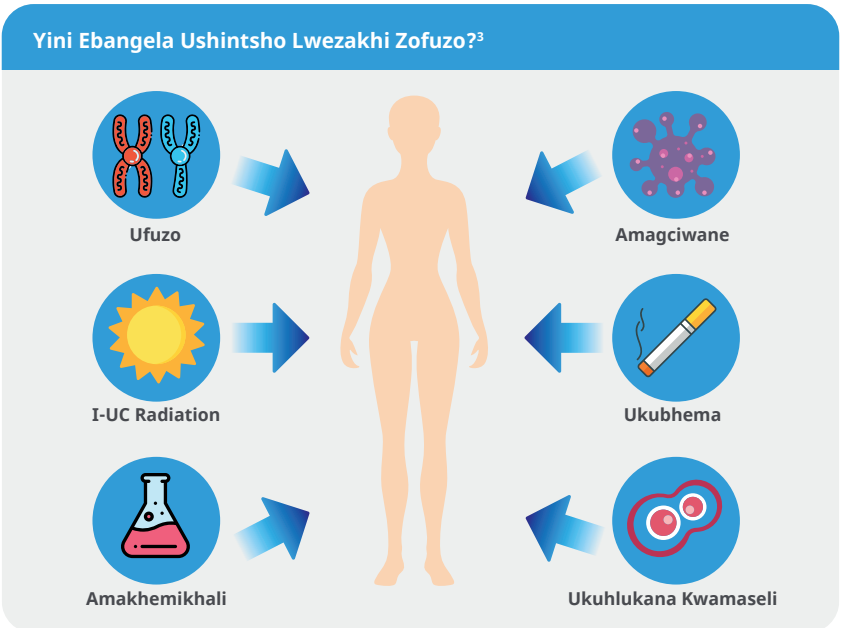 Yini Ebangela Ushintsho Lwezakhi Zofuzo?³
Ufuzo
Amagciwane
I-UC Radiation
Ukubhema
Amakhemikhali
Ukuhlukana Kwamaseli